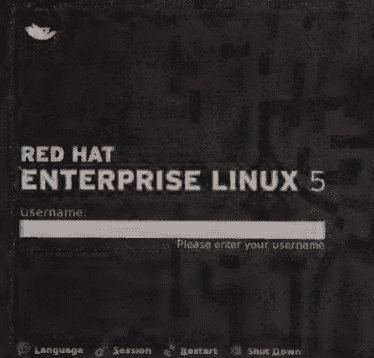 RED HAT
ENTERPRISE LINUX 5
Username:
Please enter your username
Language Session Restart Shut Down